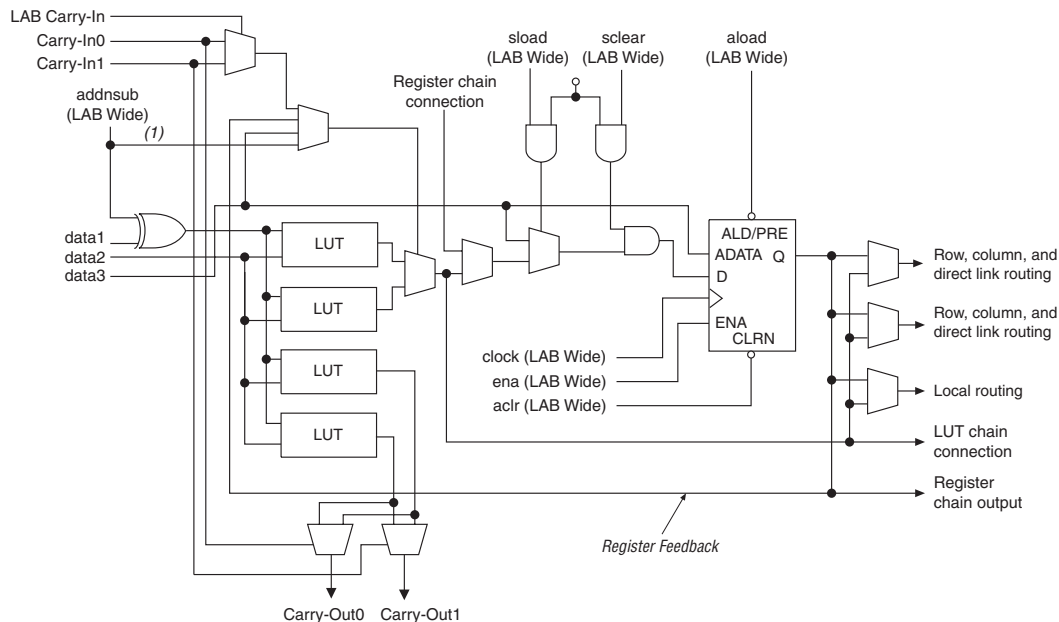 LAB Carry-In
Carry-In0
Carry-In1
addnsub
(LAB Wide)
(1)
Register chain
connection
sload
(LAB Wide)
sclear
(LAB Wide)
aload
(LAB Wide)
data1
data2
data3
LUT
LUT
LUT
LUT
ALD/PRE
ADATA
Q
D
ENA
CLRN
clock (LAB Wide)
ena (LAB Wide)
aclr (LAB Wide)
Row, column, and
direct link routing
Row, column, and
direct link routing
Local routing
LUT chain
connection
Register
chain output
Register Feedback
Carry-Out0
Carry-Out1